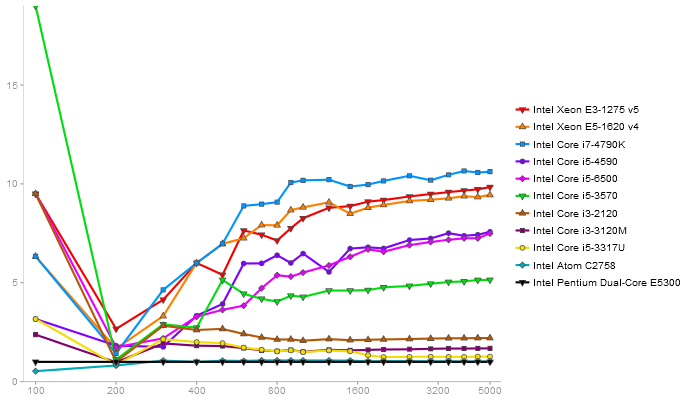 15
10
5
0
100
200
400
800
1600
3200
5000
Intel Xeon E3-1275 v5
Intel Xeon E5-1620 v4
Intel Core i7-4790K
Intel Core i5-4590
Intel Core i5-6500
Intel Core i5-3570
Intel Core i3-2120
Intel Core i3-3120M
Intel Core i5-3317U
Intel Atom C2758
Intel Pentium Dual-Core E5300